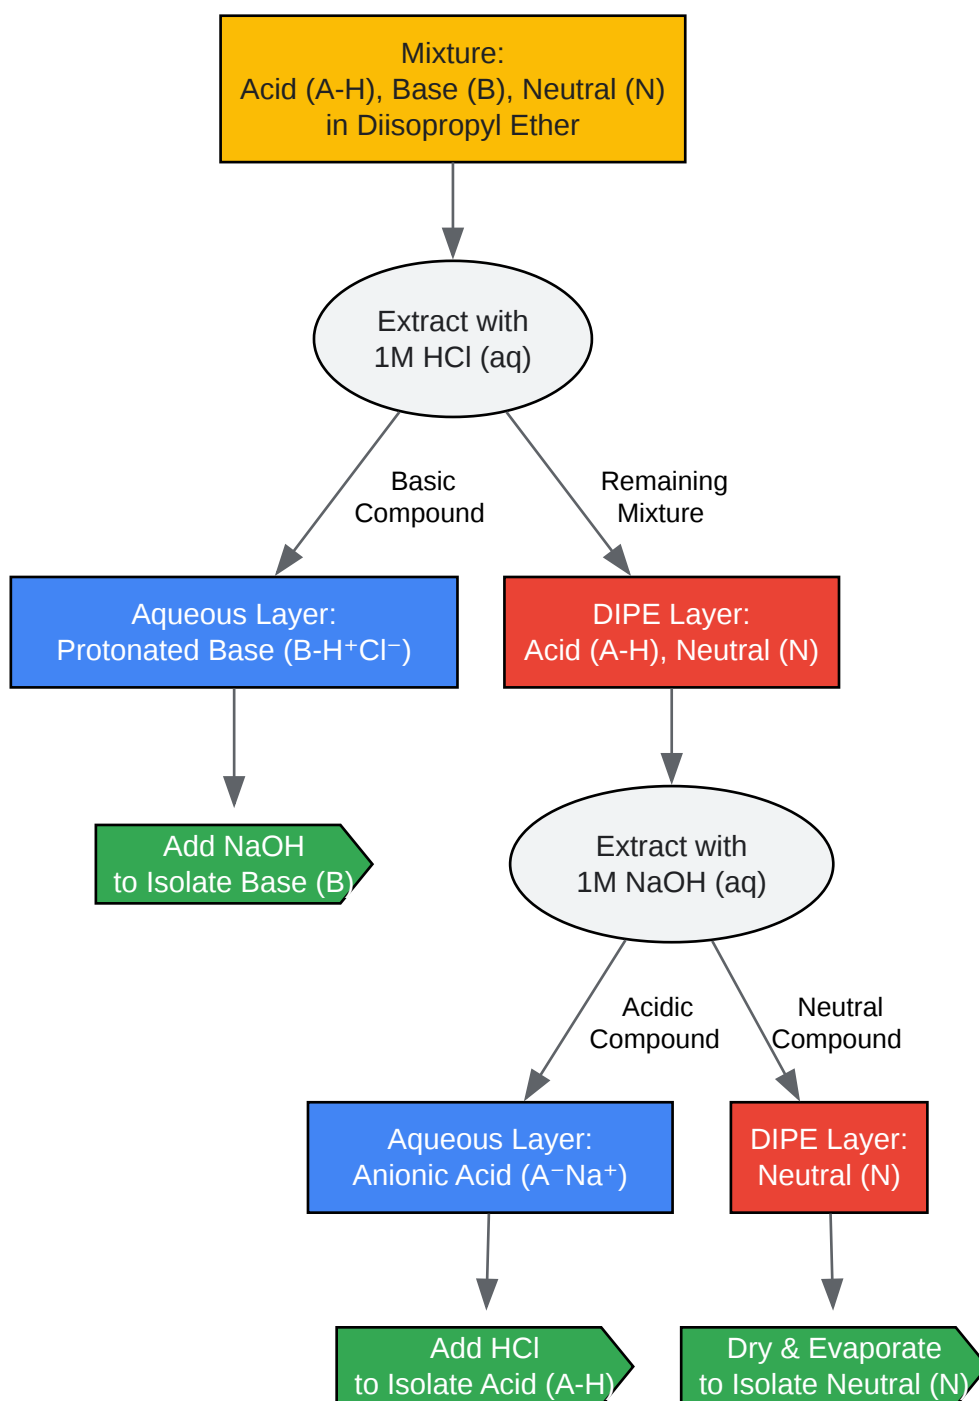 Mixture:
Acid (A-H), Base (B), Neutral (N)
in Diisopropyl Ether
Extract with
1M HCl (aq)
Basic
Compound
Remaining
Mixture
Aqueous Layer:
Protonated Base (B-H⁺Cl⁻)
DIPE Layer:
Acid (A-H), Neutral (N)
Add NaOH
to Isolate Base (B)
Extract with
1M NaOH (aq)
Acidic
Compound
Neutral
Compound
Aqueous Layer:
Anionic Acid (A⁻Na⁺)
DIPE Layer:
Neutral (N)
Add HCl
to Isolate Acid (A-H)
Dry & Evaporate
to Isolate Neutral (N)